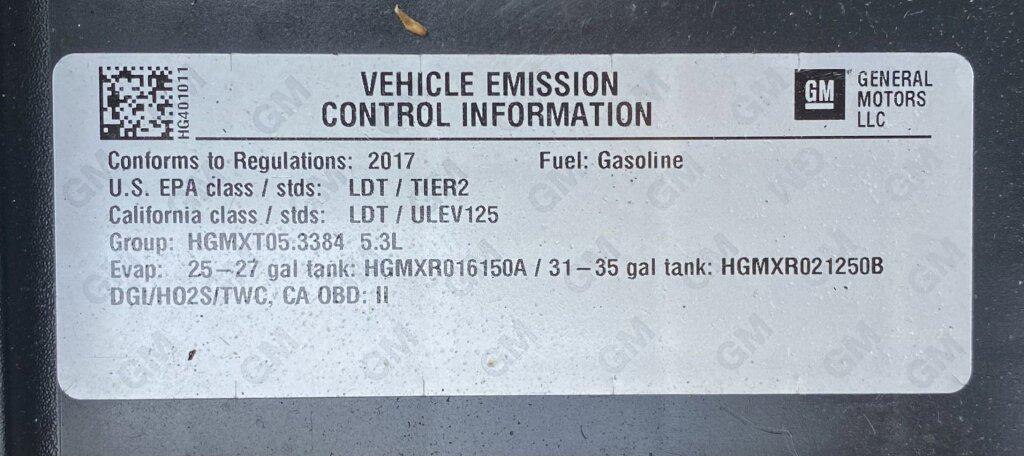 VEHICLE EMISSION
CONTROL INFORMATION
GM
GENERAL
MOTORS
LLC
HG401011
Conforms to Regulations: 2017 Fuel: Gasoline
U.S. EPA class / stds: LDT / TIER2
California class / stds: LDT / ULEV125
Group: HGMXT05.3384 5.3L
Evap: 25–27 gal tank: HGMXR016150A / 31–35 gal tank: HGMXR021250B
DGI/HO2S/TWC, CA OBD: II